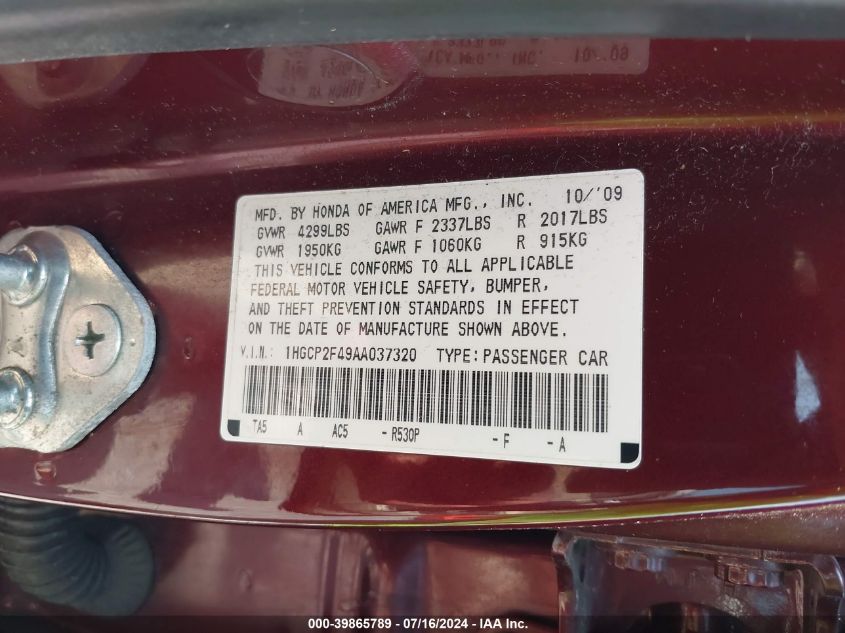 MFD. BY HONDA OF AMERICA MFG., INC. 10/'09
GVWR 4299LBS GAWR F 2337LBS R 2017LBS
GVWR 1950KG GAWR F 1060KG R 915KG
THIS VEHICLE CONFORMS TO ALL APPLICABLE
FEDERAL MOTOR VEHICLE SAFETY, BUMPER,
AND THEFT PREVENTION STANDARDS IN EFFECT
ON THE DATE OF MANUFACTURE SHOWN ABOVE.
V.I.N.: 1HGCP2F49AA037320 TYPE: PASSENGER CAR
TA5 A AC5 -R530P -F -A
000-39865789 - 07/16/2024 - IAA Inc.